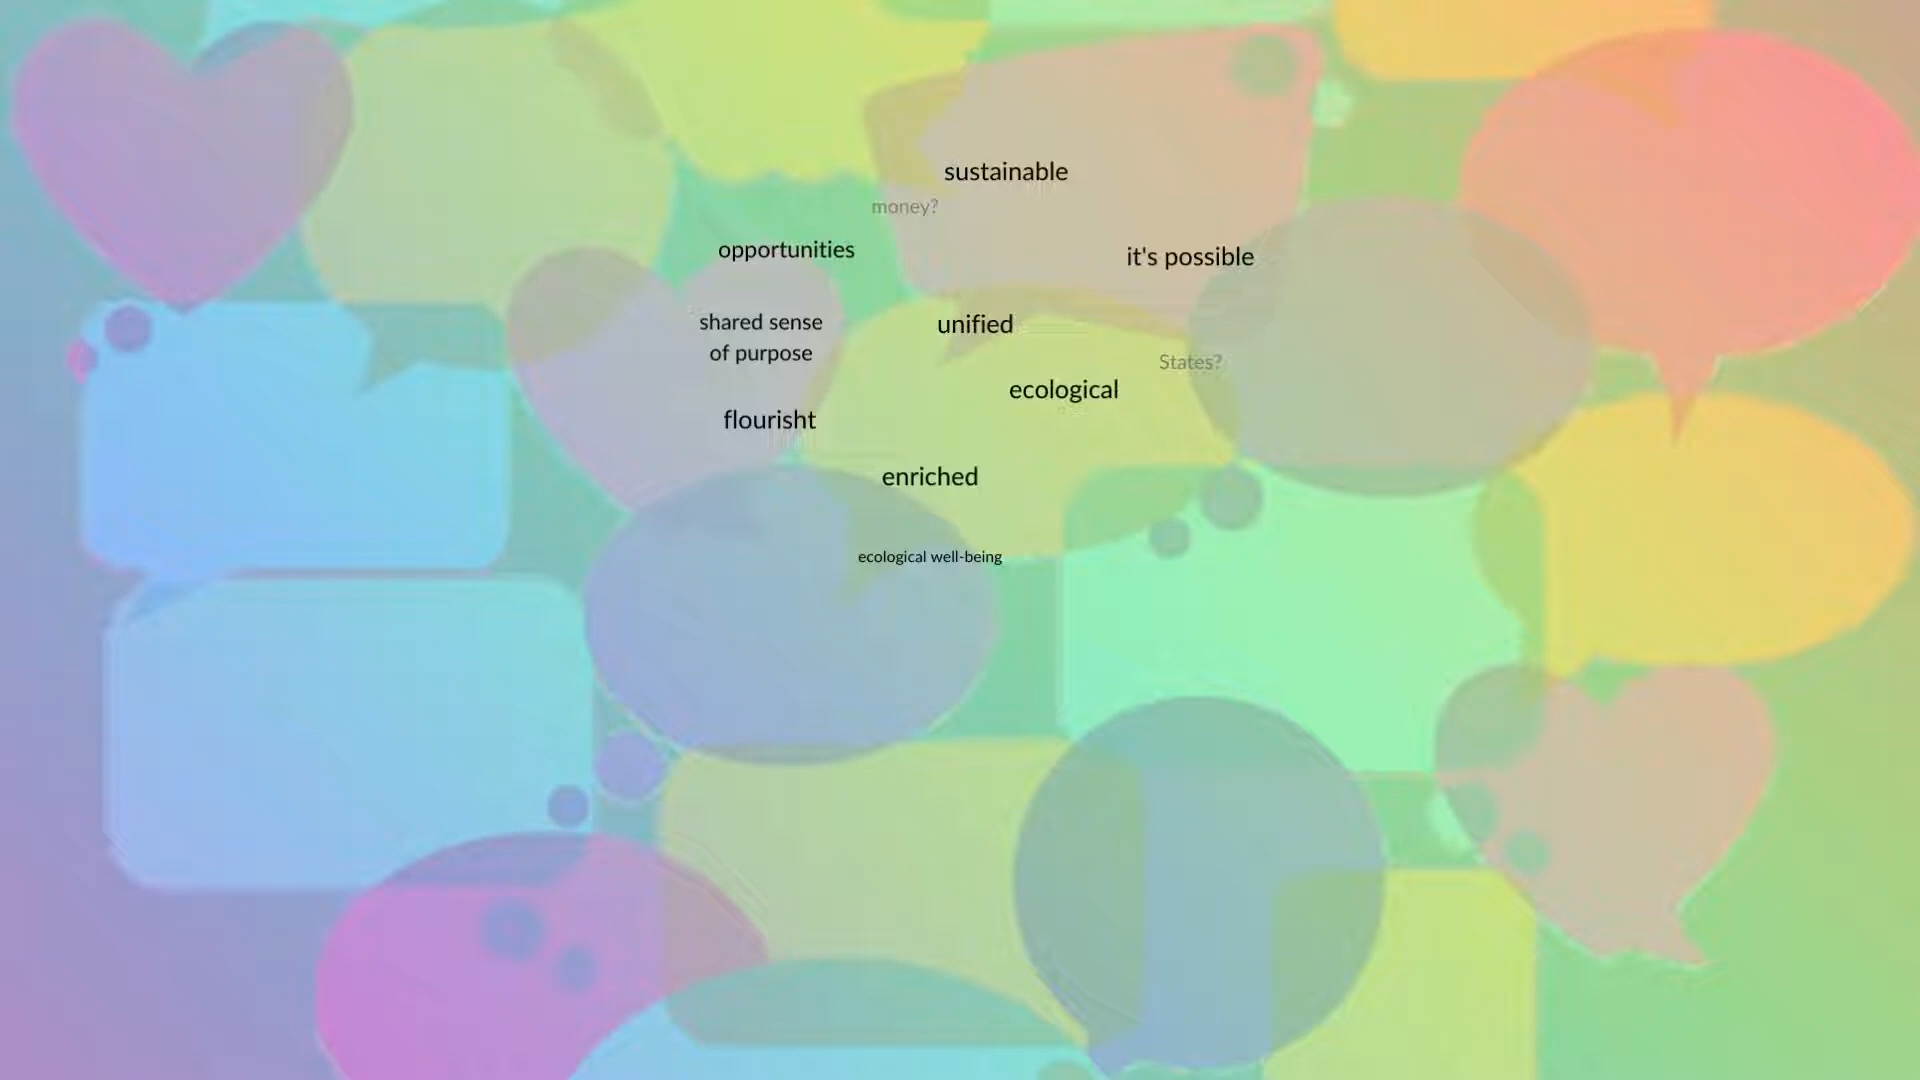 sustainable
money?
opportunities
it's possible
shared sense
of purpose
unified
States?
ecological
flourisht
enriched
ecological well-being